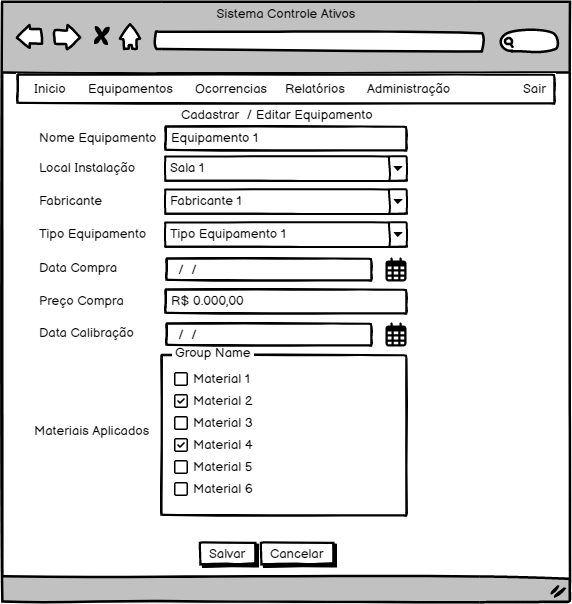 Sistema Controle Ativos
Inicio Equipamentos Ocorrencias Relatórios Administração Sair
Cadastrar / Editar Equipamento
Nome Equipamento Equipamento 1
Local Instalação Sala 1
Fabricante Fabricante 1
Tipo Equipamento Tipo Equipamento 1
Data Compra / /
Preço Compra R$ 0.000,00
Data Calibração / /
Group Name
Material 1
Material 2
Material 3
Materiais Aplicados
Material 4
Material 5
Material 6
Salvar Cancelar